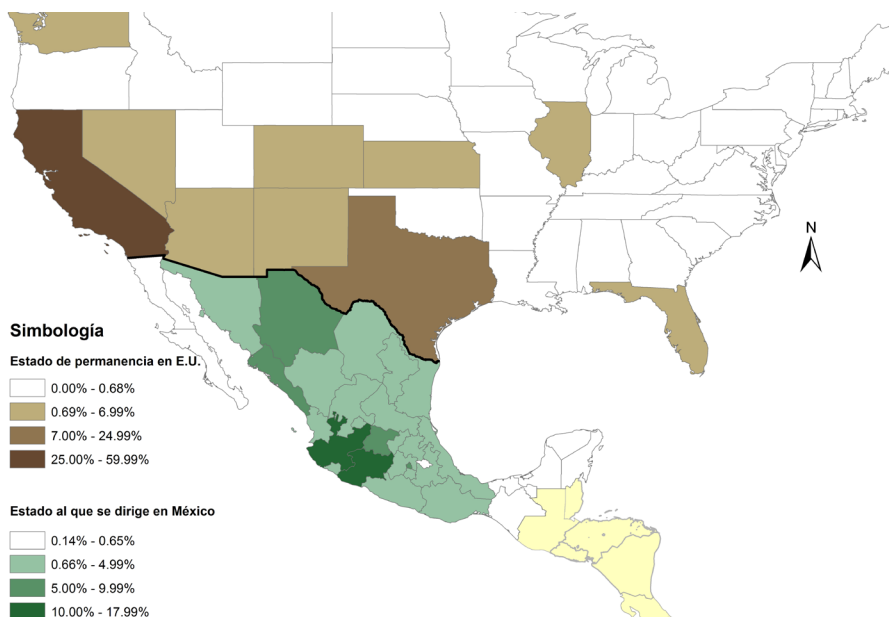 N
Simbología
Estado de permanencia en E.U.
0.00% - 0.68%
0.69% - 6.99%
7.00% - 24.99%
25.00% - 59.99%
Estado al que se dirige en México
0.14% - 0.65%
0.66% - 4.99%
5.00% - 9.99%
10.00% - 17.99%